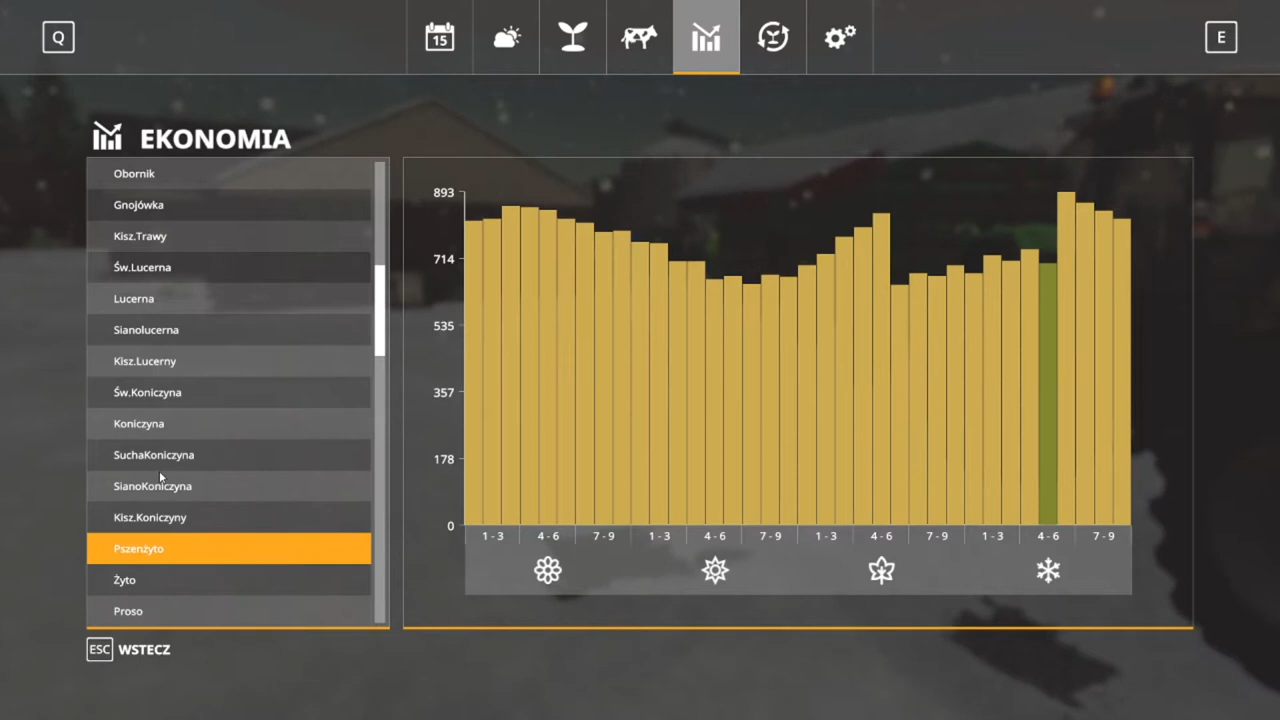 Q
15
E
EKONOMIA
Obornik
Gnojówka
Kisz.Trawy
Św.Lucerna
Lucerna
Sianolucerna
Kisz.Lucerny
Św.Koniczyna
Koniczyna
SuchaKoniczyna
SianoKoniczyna
Kisz.Koniczyny
Pszenżyto
Żyto
Proso
893
714
535
357
178
0
1 - 3 4 - 6 7 - 9 1 - 3 4 - 6 7 - 9 1 - 3 4 - 6 7 - 9 1 - 3 4 - 6 7 - 9
ESC WSTECZ